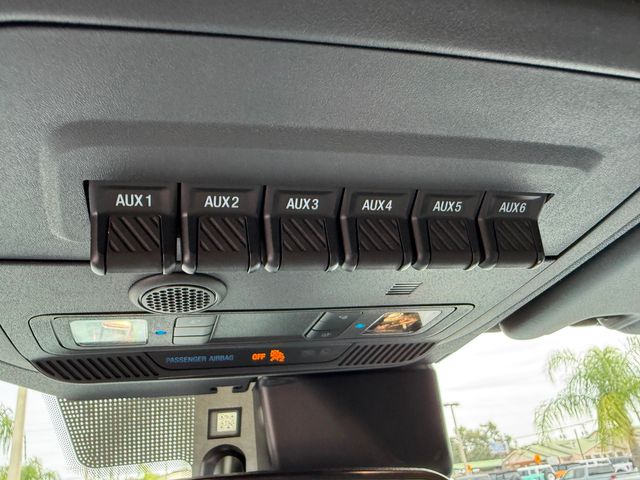 AUX1 AUX2 AUX3 AUX4 AUX5 AUX6
PASSENGER AIRBAG OFF